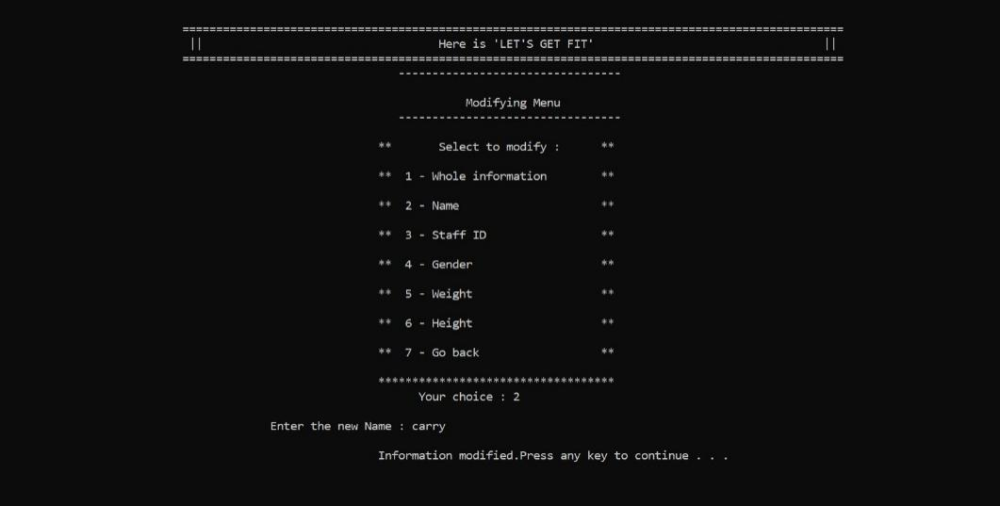 ==================================================================================================
||                                   Here is 'LET'S GET FIT'                                  ||
==================================================================================================
---------------------------------
Modifying Menu
---------------------------------
**       Select to modify :      **
**  1 - Whole information        **
**  2 - Name                     **
**  3 - Staff ID                 **
**  4 - Gender                   **
**  5 - Weight                   **
**  6 - Height                   **
**  7 - Go back                  **
***********************************
Your choice : 2
Enter the new Name : carry
Information modified.Press any key to continue . . .